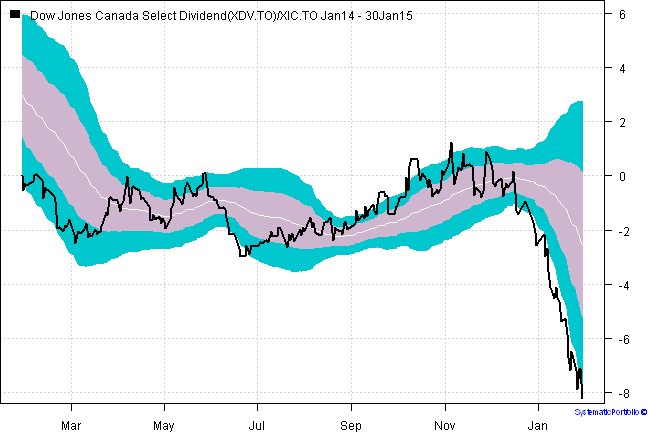 Dow Jones Canada Select Dividend(XDV.TO)/XIC.TO Jan14 - 30Jan15
6
4
2
0
-2
-4
-6
-8
Mar May Jul Sep Nov Jan
SystematicPortfolio ©